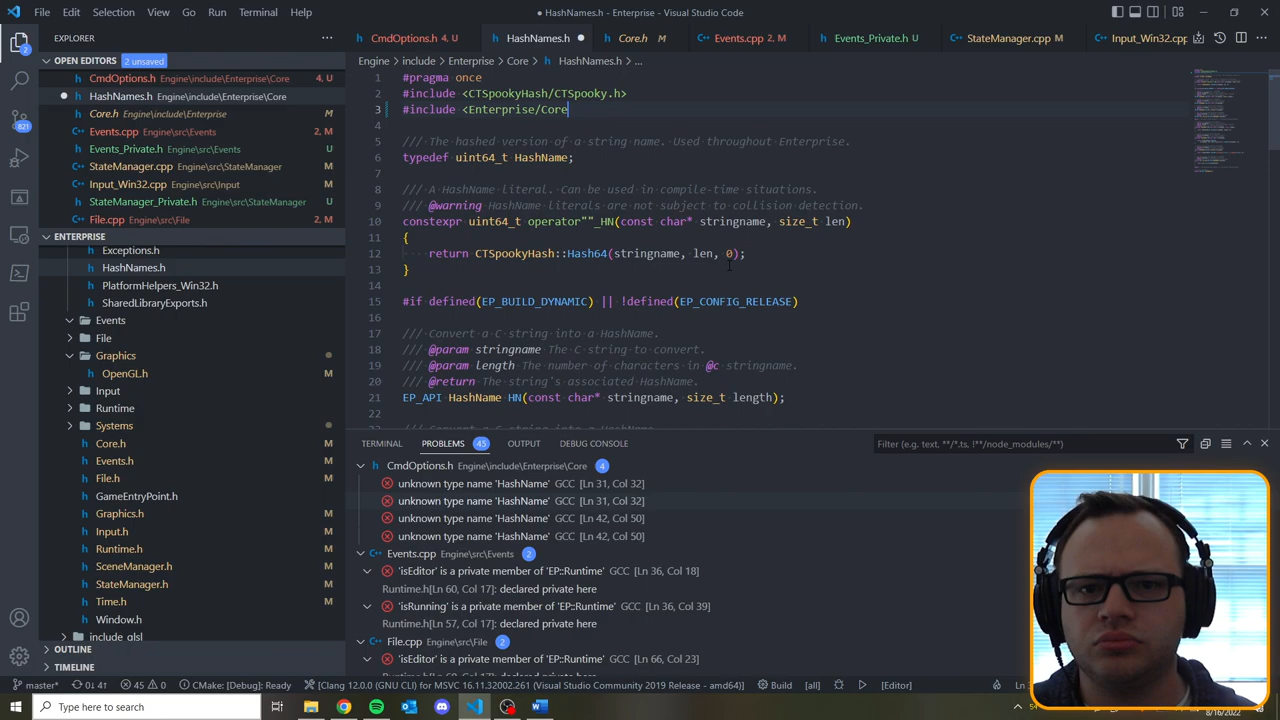 File Edit Selection View Go Run Terminal Help
● HashNames.h - Enterprise - Visual Studio Code
EXPLORER
CmdOptions.h 4, U HashNames.h ● Core.h M Events.cpp 2, M Events_Private.h U StateManager.cpp Input_Win32.cpp
OPEN EDITORS 2 unsaved
CmdOptions.h Engine\include\Enterprise\Core 4, U
● HashNames.h Engine\include\Enterprise\Core
Core.h Engine\include\Enterprise M
Events.cpp Engine\src\Events 2, M
Events_Private.h Engine\src\Events U
StateManager.cpp Engine\src\StateManager
Input_Win32.cpp Engine\src\Input
StateManager_Private.h Engine\src\StateManager U
File.cpp Engine\src\File 2, M
ENTERPRISE
Exceptions.h
HashNames.h
PlatformHelpers_Win32.h
SharedLibraryExports.h
Events
File
Graphics
OpenGL.h M
Input
Runtime
Systems
Core.h M
Events.h M
File.h M
GameEntryPoint.h M
Graphics.h M
Input.h M
Runtime.h M
SceneManager.h M
StateManager.h M
Time.h M
Window.h M
include_glsl
OUTLINE
TIMELINE
2
621
Engine > include > Enterprise > Core > HashNames.h > ...
1 #pragma once
2 #include <CTSpooky.h/CTSpooky.h>
3 #include <Enterprise/Core
4
5 /// The hashed form of a string name used throughout Enterprise.
6 typedef uint64_t HashName;
7
8 /// A HashName literal. Can be used in compile-time situations.
9 /// @warning HashName literals are not subject to collision detection.
10 constexpr uint64_t operator""_HN(const char* stringname, size_t len)
11 {
12 return CTSpookyHash::Hash64(stringname, len, 0);
13 }
14
15 #if defined(EP_BUILD_DYNAMIC) || !defined(EP_CONFIG_RELEASE)
16
17 /// Convert a C string into a HashName.
18 /// @param stringname The C string to convert.
19 /// @param length The number of characters in @c stringname.
20 /// @return The string's associated HashName.
21 EP_API HashName HN(const char* stringname, size_t length);
22
TERMINAL PROBLEMS 45 OUTPUT DEBUG CONSOLE
Filter (e.g. text, **/*.ts, !**/node_modules/**)
CmdOptions.h Engine\include\Enterprise\Core 4
unknown type name 'HashName' GCC [Ln 31, Col 32]
unknown type name 'HashName' GCC [Ln 31, Col 32]
unknown type name 'HashName' GCC [Ln 42, Col 50]
unknown type name 'HashName' GCC [Ln 42, Col 50]
Events.cpp Engine\src\Events 2
'isEditor' is a private member of 'EP::Runtime' GCC [Ln 36, Col 18]
Runtime.h[Ln 60, Col 17]: declared private here
'isRunning' is a private member of 'EP::Runtime' GCC [Ln 36, Col 39]
Runtime.h[Ln 57, Col 17]: declared private here
File.cpp Engine\src\File 2
'isEditor' is a private member of 'EP::Runtime' GCC [Ln 66, Col 23]
master* 0↓ 4↑ 45 0 CMake: [Debug]: Ready [Clang 12.0.0 (GNU CLI) for MSVC 16.11.32002.261 (Visual Studio Community 2019 Release - amd64)] Build [all] [Editor]
Type here to search
8/16/2022